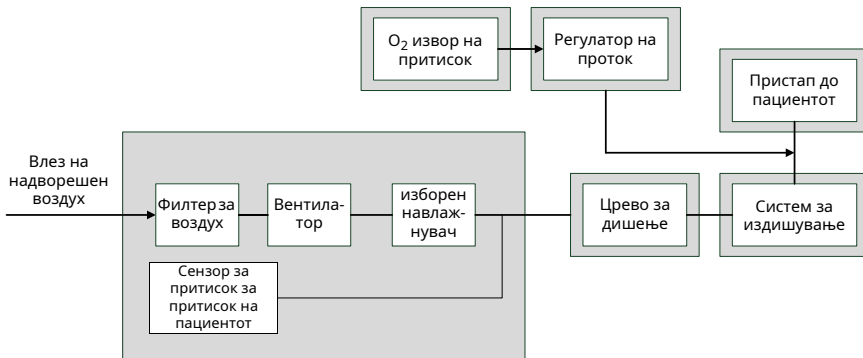 O₂ извор на
притисок
Регулатор на
проток
Пристап до
пациентот
Влез на
надворешен
воздух
Филтер за
воздух
Вентила-
тор
изборен
навлаж-
нувач
Црево за
дишење
Систем за
издишување
Сензор за
притисок за
притисок на
пациентот